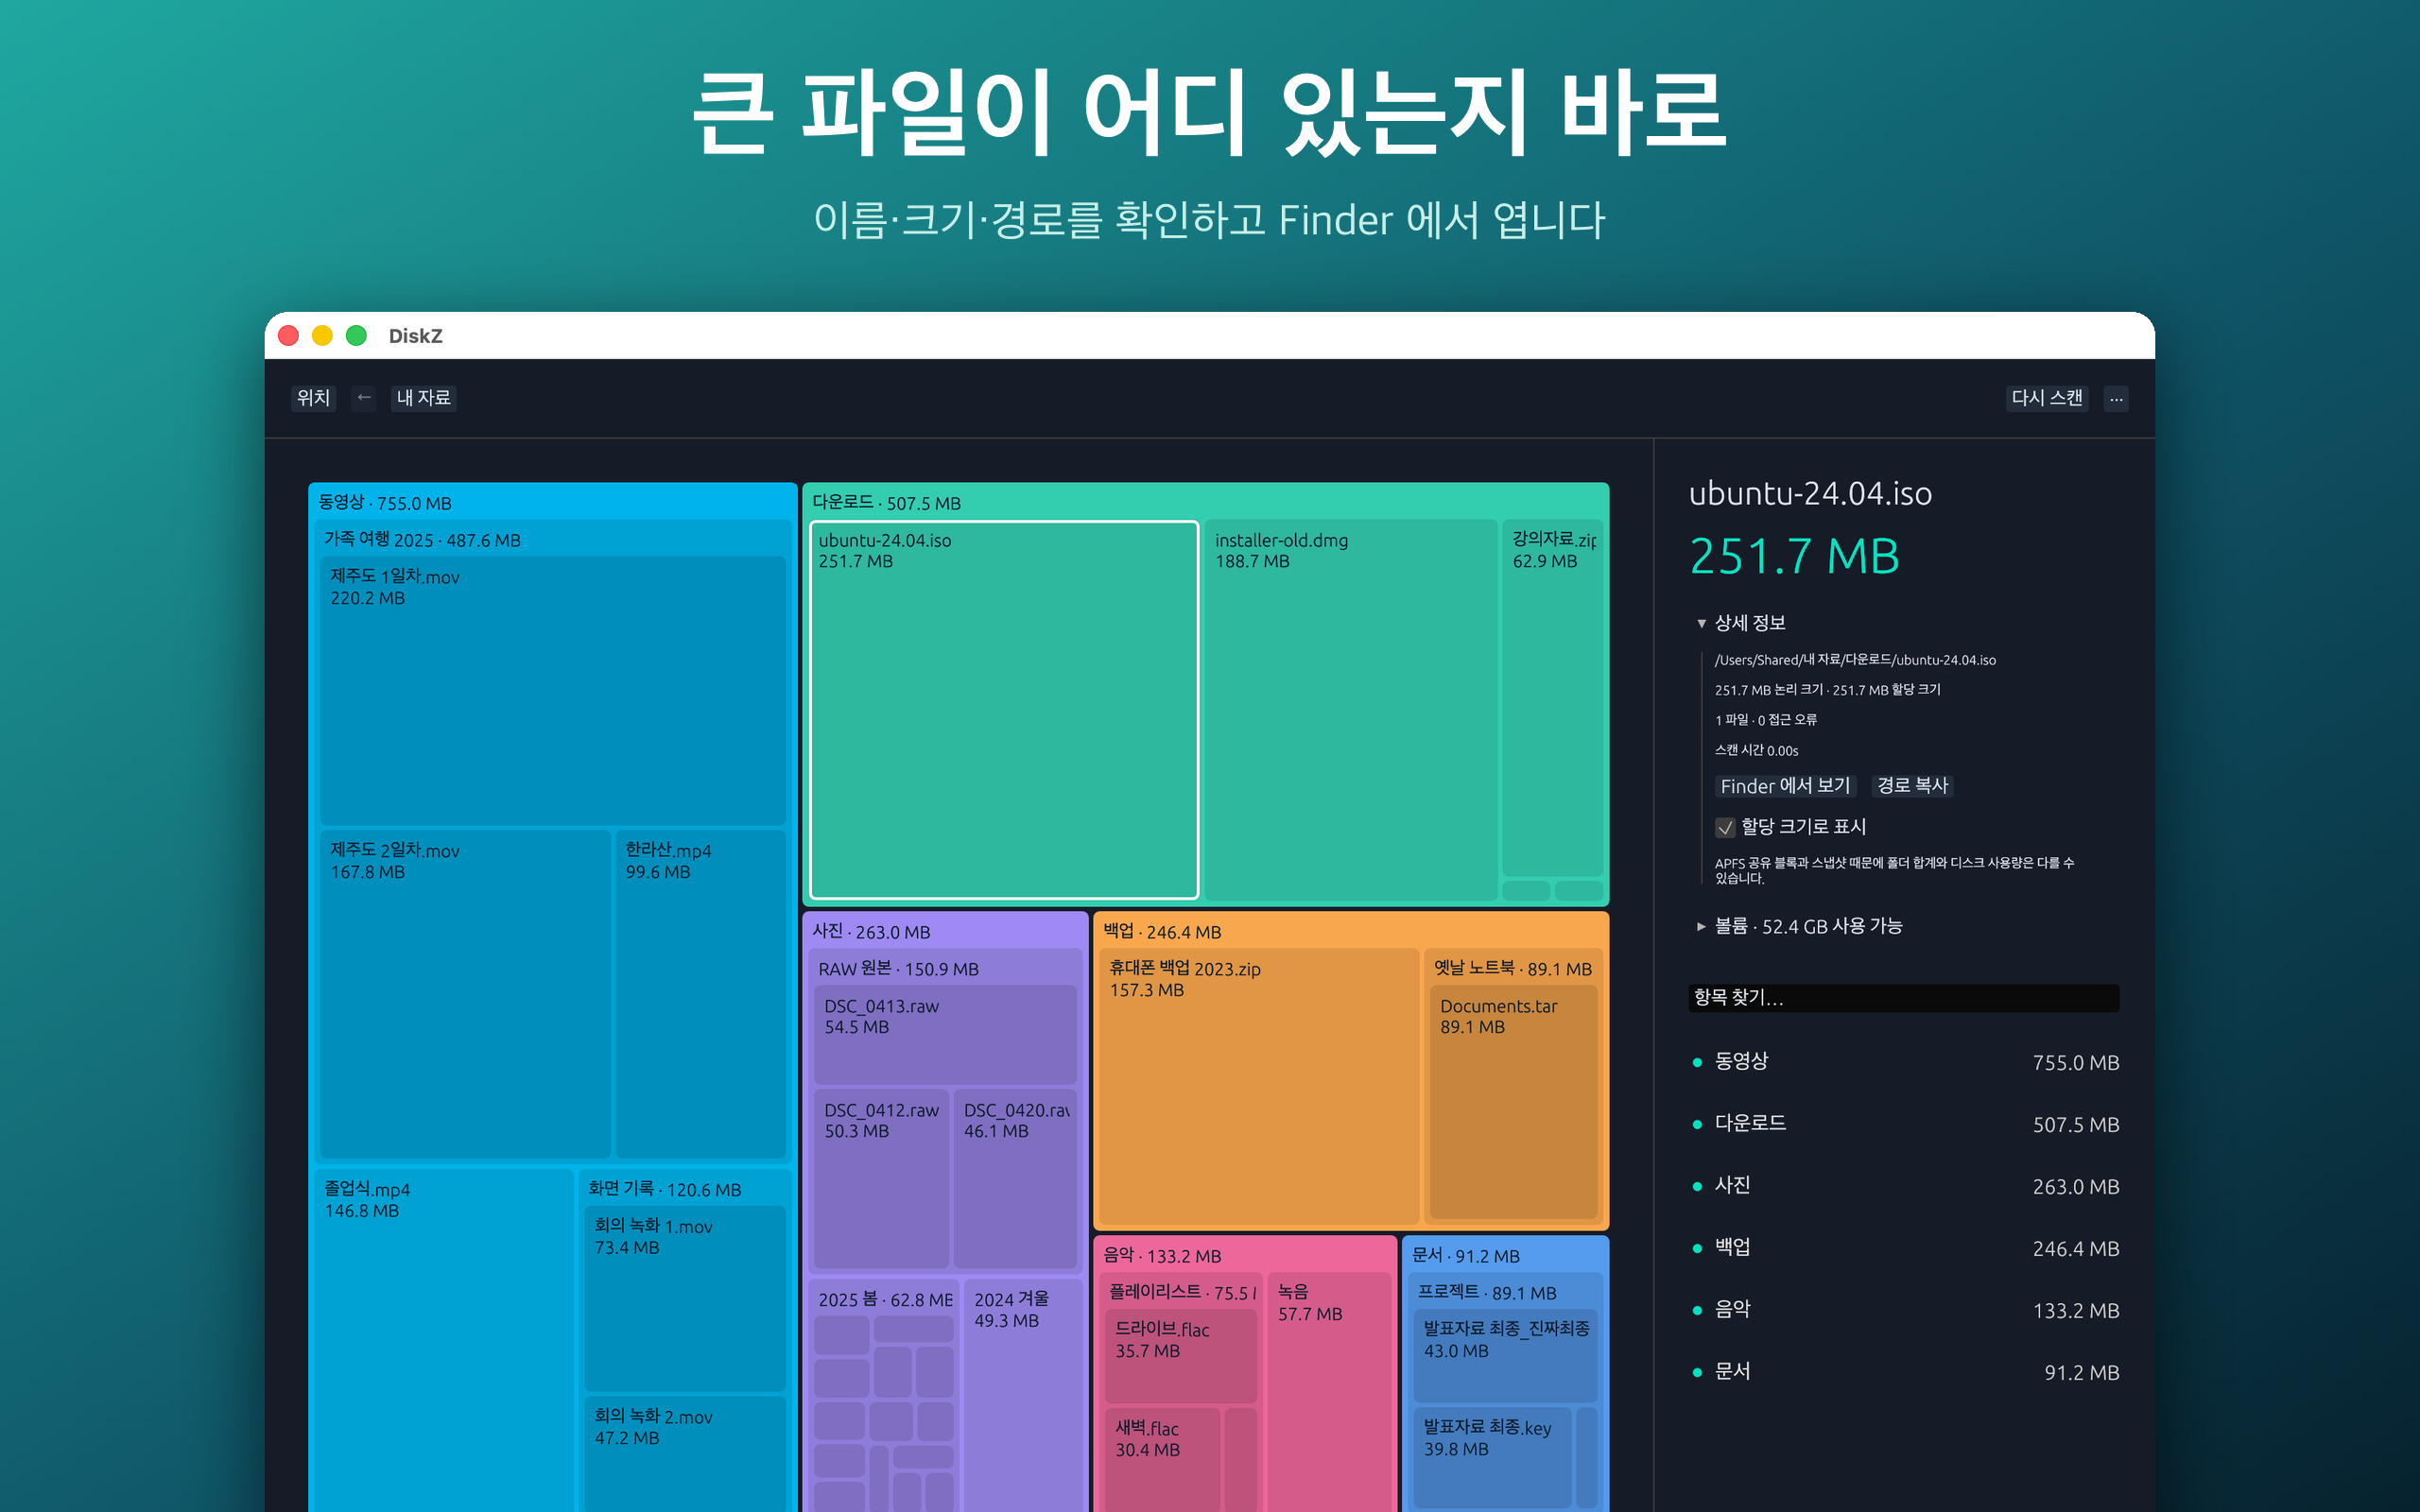 큰 파일이 어디 있는지 바로
이름·크기·경로를 확인하고 Finder 에서 엽니다
DiskZ
위치 ← 내 자료
다시 스캔 ...
동영상 · 755.0 MB
가족 여행 2025 · 487.6 MB
제주도 1일차.mov
220.2 MB
제주도 2일차.mov
167.8 MB
한라산.mp4
99.6 MB
졸업식.mp4
146.8 MB
화면 기록 · 120.6 MB
회의 녹화 1.mov
73.4 MB
회의 녹화 2.mov
47.2 MB
다운로드 · 507.5 MB
ubuntu-24.04.iso
251.7 MB
installer-old.dmg
188.7 MB
강의자료.zip
62.9 MB
사진 · 263.0 MB
RAW 원본 · 150.9 MB
DSC_0413.raw
54.5 MB
DSC_0412.raw
50.3 MB
DSC_0420.raw
46.1 MB
2025 봄 · 62.8 MB
2024 겨울
49.3 MB
백업 · 246.4 MB
휴대폰 백업 2023.zip
157.3 MB
옛날 노트북 · 89.1 MB
Documents.tar
89.1 MB
음악 · 133.2 MB
플레이리스트 · 75.5
드라이브.flac
35.7 MB
새벽.flac
30.4 MB
녹음
57.7 MB
문서 · 91.2 MB
프로젝트 · 89.1 MB
발표자료 최종_진짜최종
43.0 MB
발표자료 최종.key
39.8 MB
ubuntu-24.04.iso
251.7 MB
▼ 상세 정보
/Users/Shared/내 자료/다운로드/ubuntu-24.04.iso
251.7 MB 논리 크기 · 251.7 MB 할당 크기
1 파일 · 0 접근 오류
스캔 시간 0.00s
Finder 에서 보기 경로 복사
할당 크기로 표시
APFS 공유 블록과 스냅샷 때문에 폴더 합계와 디스크 사용량은 다를 수
있습니다.
▶ 볼륨 · 52.4 GB 사용 가능
항목 찾기...
동영상 755.0 MB
다운로드 507.5 MB
사진 263.0 MB
백업 246.4 MB
음악 133.2 MB
문서 91.2 MB